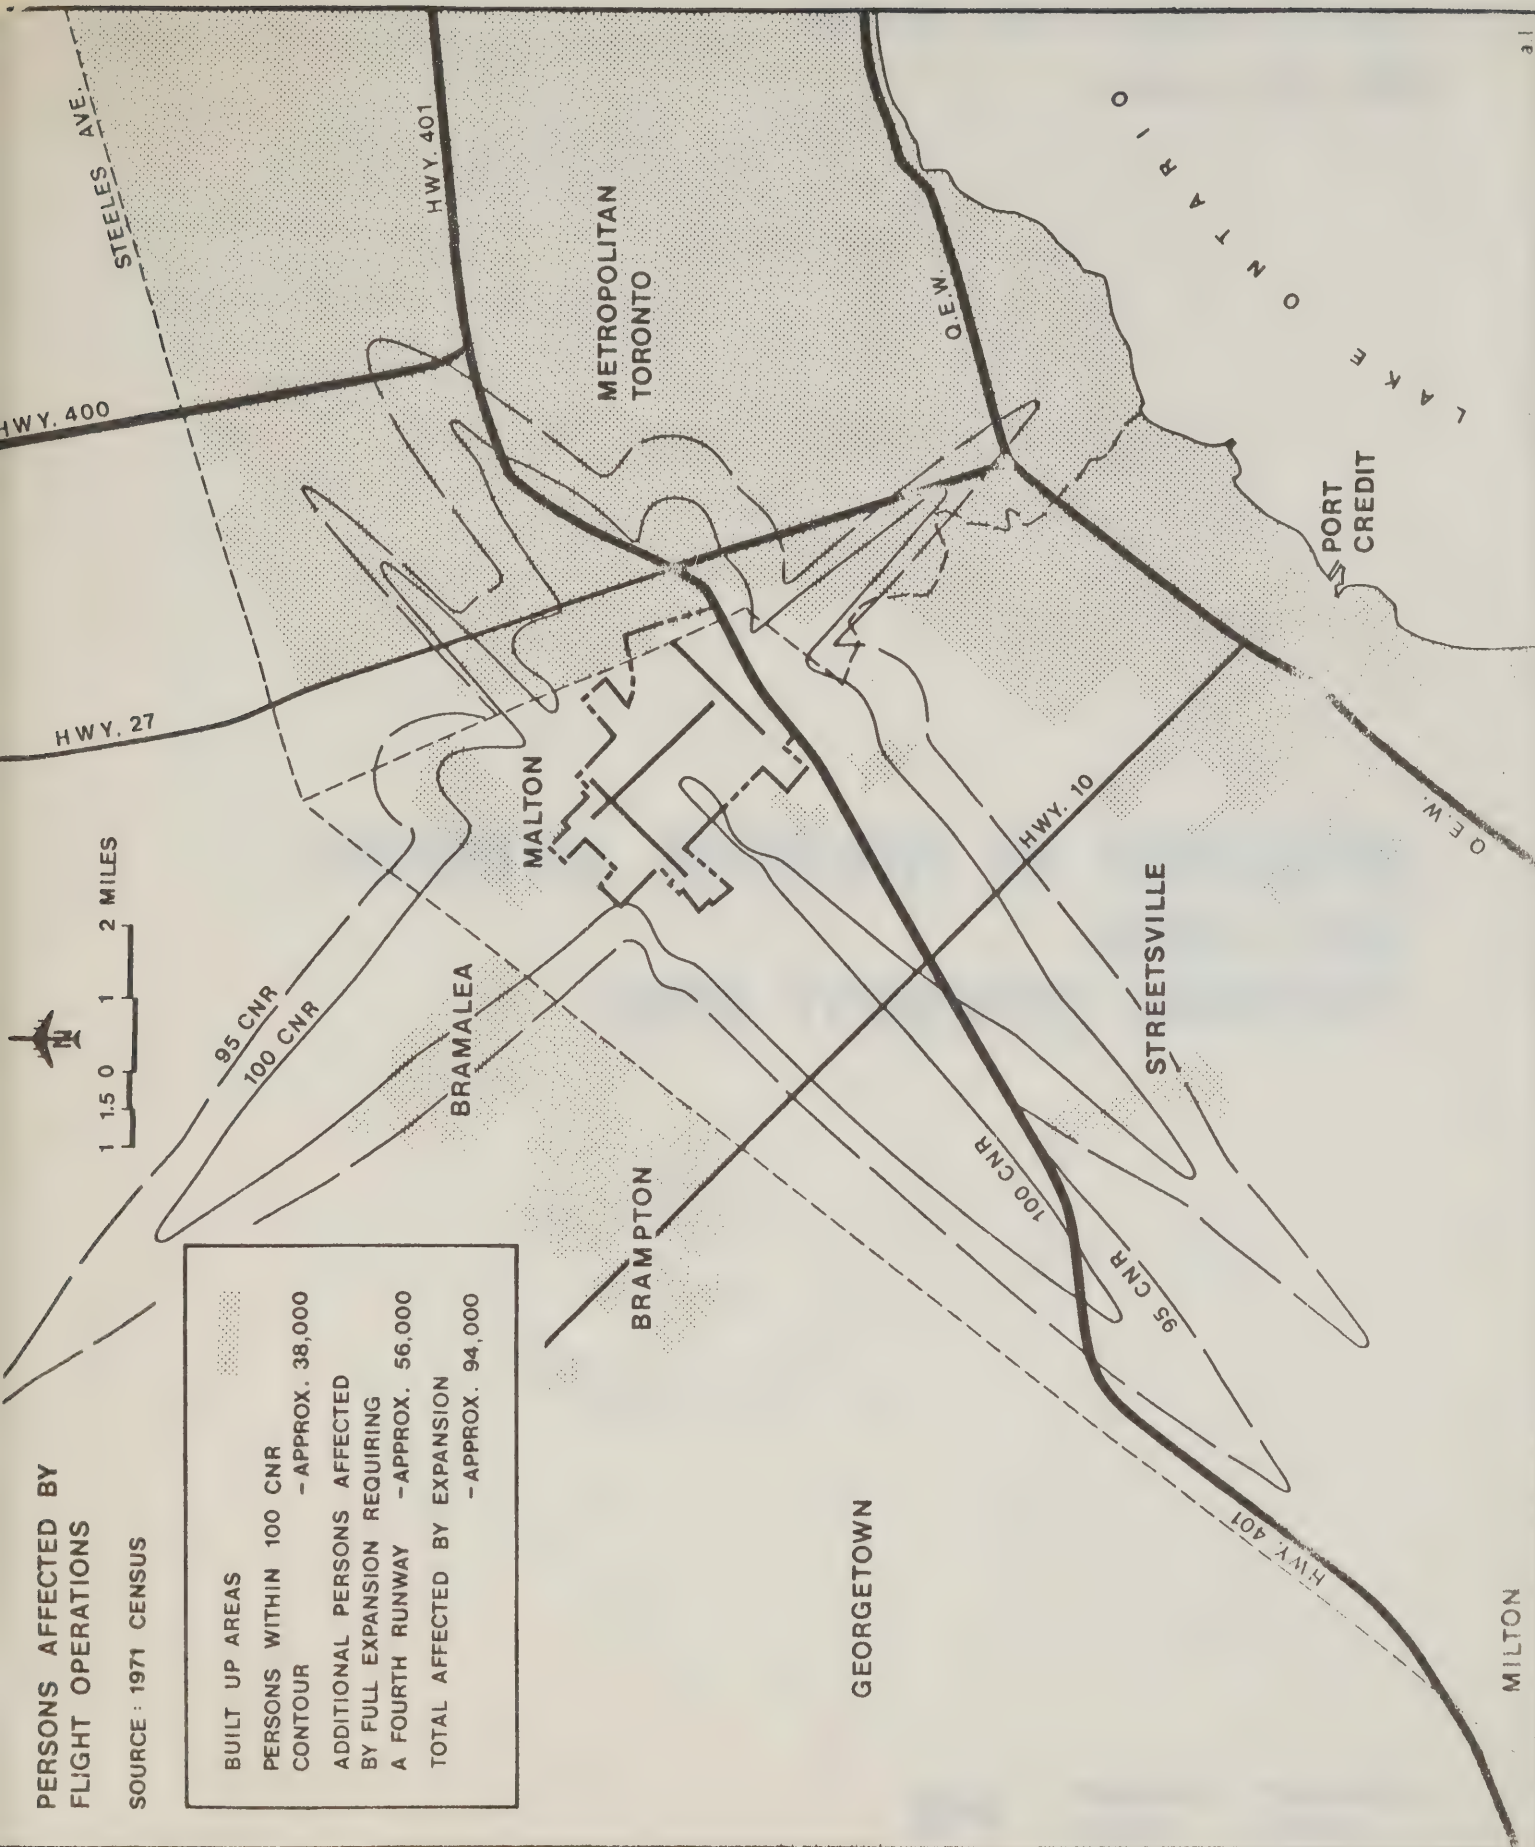 PERSONS AFFECTED BY
FLIGHT OPERATIONS
SOURCE : 1971 CENSUS
BUILT UP AREAS
PERSONS WITHIN 100 CNR
CONTOUR - APPROX. 38,000
ADDITIONAL PERSONS AFFECTED
BY FULL EXPANSION REQUIRING
A FOURTH RUNWAY - APPROX. 56,000
TOTAL AFFECTED BY EXPANSION
- APPROX. 94,000
1 1.5 0 1 2 MILES
N
95 CNR
100 CNR
HWY. 27
HWY. 400
STEELES AVE.
HWY. 401
BRAMALEA
MALTON
METROPOLITAN
TORONTO
BRAMPTON
GEORGETOWN
100 CNR
95 CNR
HWY. 10
Q.E.W.
STREETSVILLE
HWY. 401
PORT
CREDIT
Q.E.W.
LAKE ONTARIO
MILTON